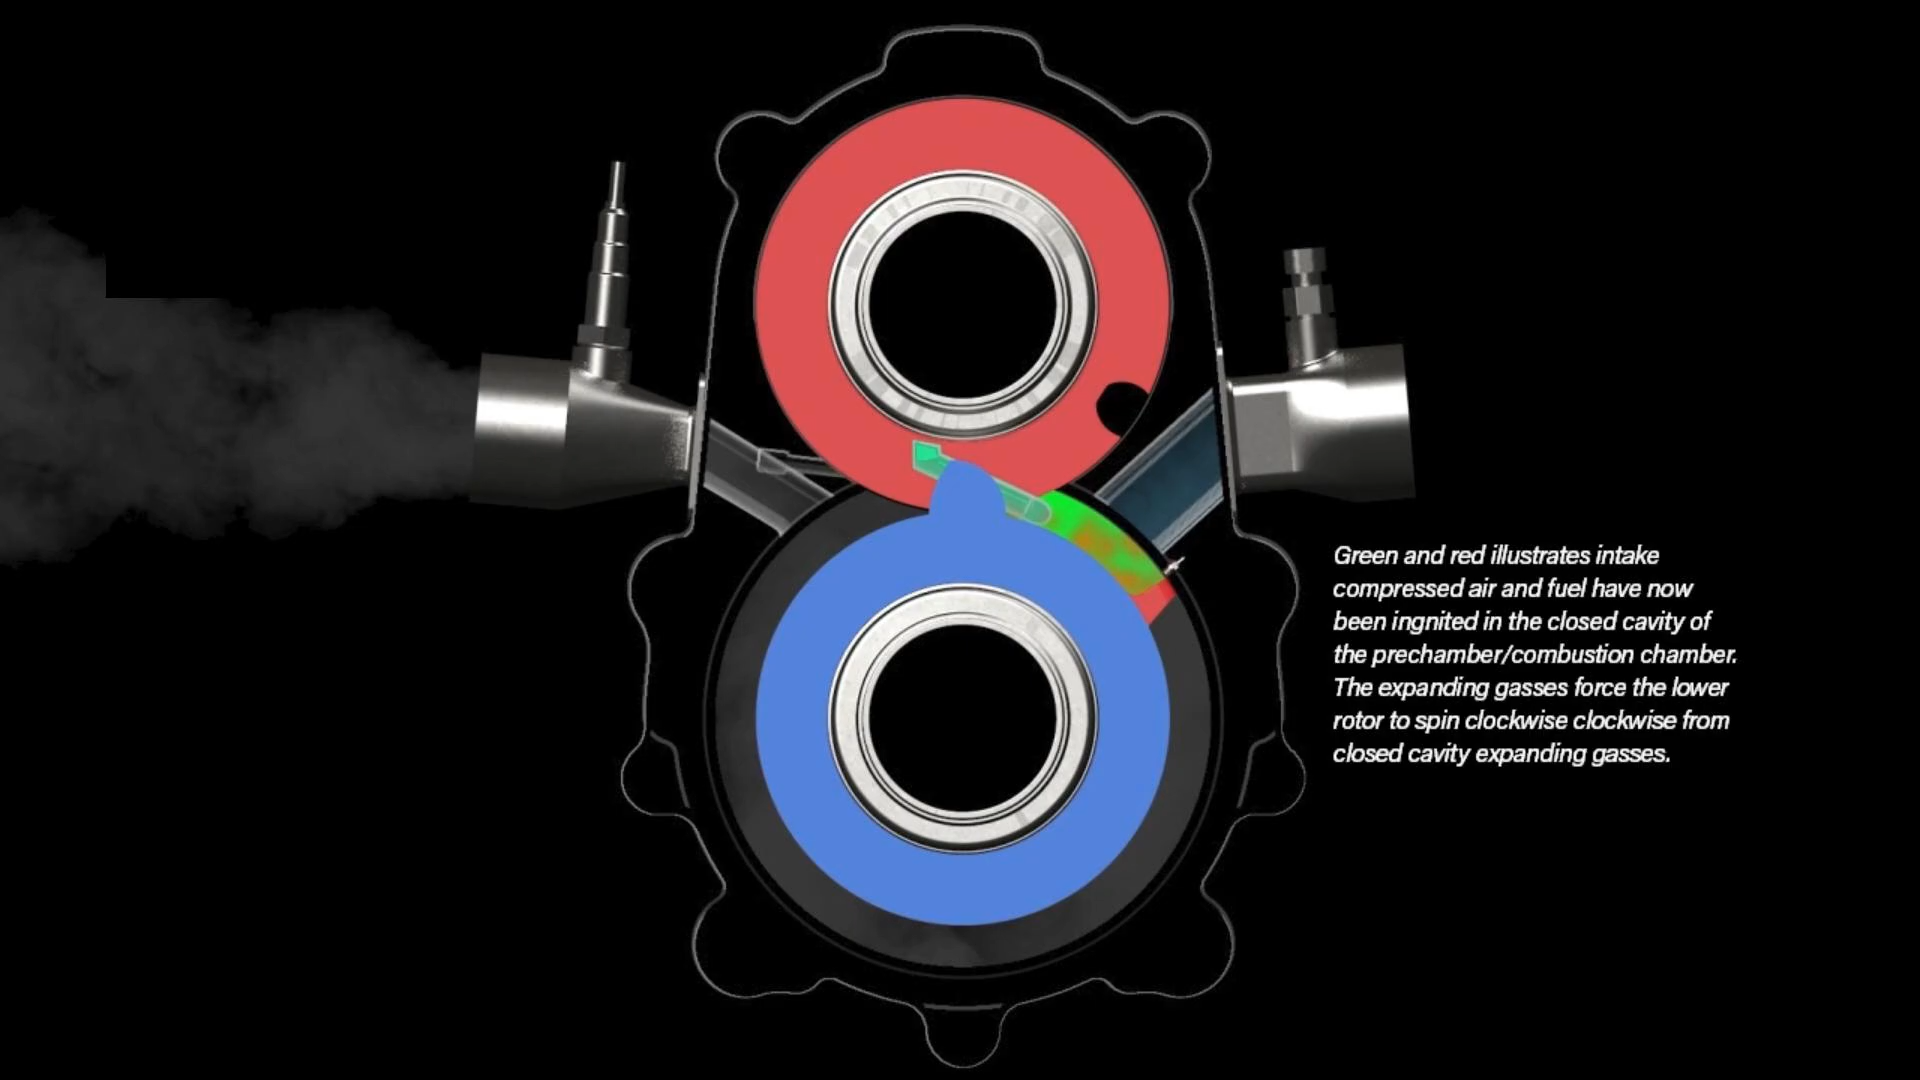 Green and red illustrates intake
compressed air and fuel have now
been ingnited in the closed cavity of
the prechamber/combustion chamber.
The expanding gasses force the lower
rotor to spin clockwise clockwise from
closed cavity expanding gasses.